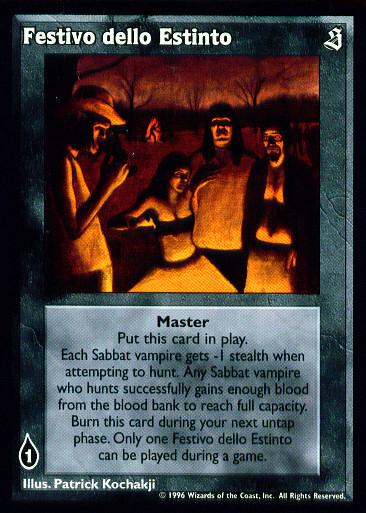 Festivo dello Estinto
Master
Put this card in play.
Each Sabbat vampire gets -1 stealth when
attempting to hunt. Any Sabbat vampire
who hunts successfully gains enough blood
from the blood bank to reach full capacity.
Burn this card during your next untap
phase. Only one Festivo dello Estinto
can be played during a game.
1
Illus. Patrick Kochakji
© 1996 Wizards of the Coast, Inc. All Rights Reserved.